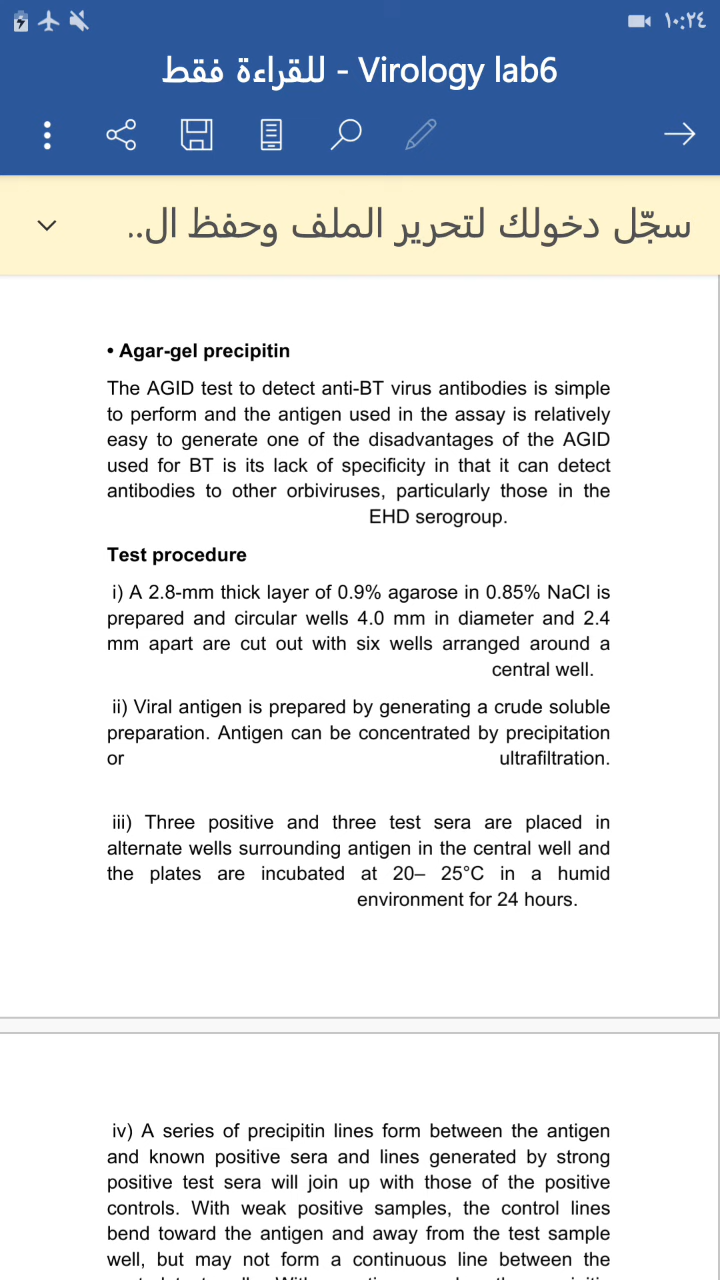 ١٠:٢٤
Virology lab6 - للقراءة فقط
سجّل دخولك لتحرير الملف وحفظ ال..
• Agar-gel precipitin
The AGID test to detect anti-BT virus antibodies is simple
to perform and the antigen used in the assay is relatively
easy to generate one of the disadvantages of the AGID
used for BT is its lack of specificity in that it can detect
antibodies to other orbiviruses, particularly those in the
EHD serogroup.
Test procedure
i) A 2.8-mm thick layer of 0.9% agarose in 0.85% NaCl is
prepared and circular wells 4.0 mm in diameter and 2.4
mm apart are cut out with six wells arranged around a
central well.
ii) Viral antigen is prepared by generating a crude soluble
preparation. Antigen can be concentrated by precipitation
or ultrafiltration.
iii) Three positive and three test sera are placed in
alternate wells surrounding antigen in the central well and
the plates are incubated at 20– 25°C in a humid
environment for 24 hours.
iv) A series of precipitin lines form between the antigen
and known positive sera and lines generated by strong
positive test sera will join up with those of the positive
controls. With weak positive samples, the control lines
bend toward the antigen and away from the test sample
well, but may not form a continuous line between the